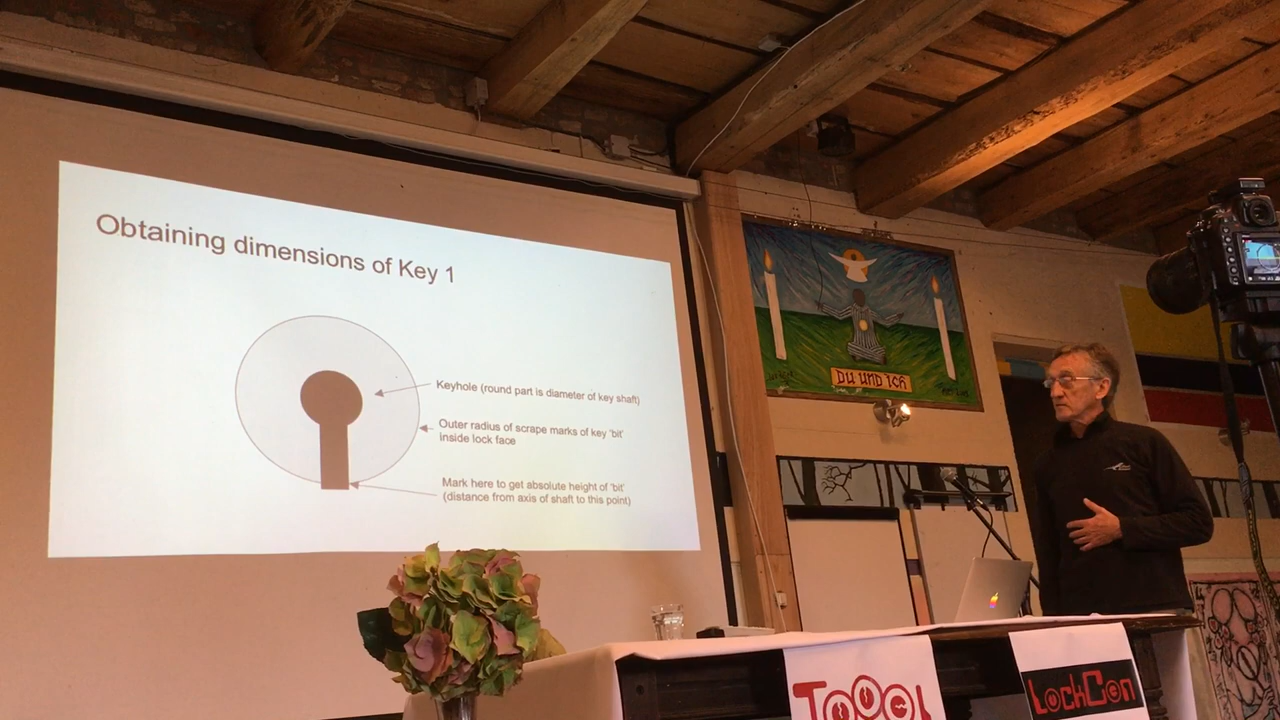 Obtaining dimensions of Key 1
Keyhole (round part is diameter of key shaft)
Outer radius of scrape marks of key 'bit'
Inside lock face
Mark here to get absolute height of 'bit'
(distance from axis of shaft to this point)
DU UND ICH
TOOOL
LockCon